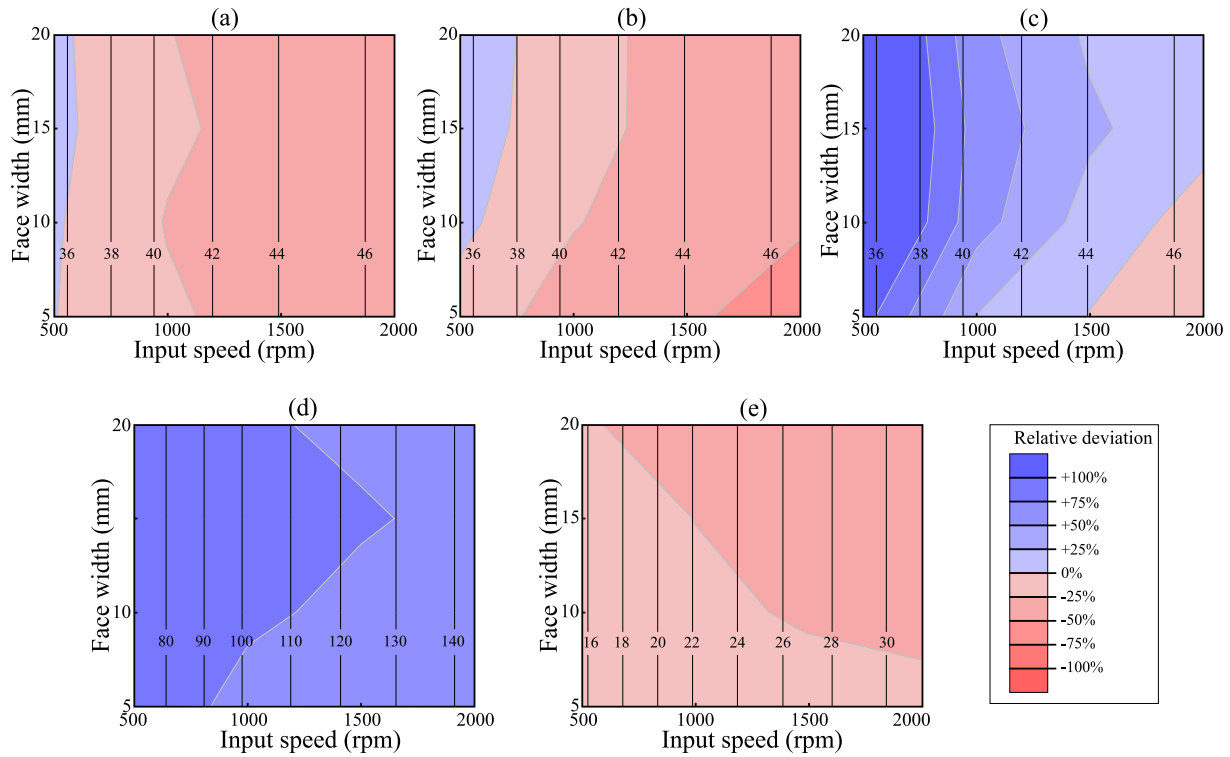 (a)
20
15
10
5
Face width (mm)
36 38 40 42 44 46
500 1000 1500 2000
Input speed (rpm)
(b)
20
15
10
5
Face width (mm)
36 38 40 42 44 46
500 1000 1500 2000
Input speed (rpm)
(c)
20
15
10
5
Face width (mm)
36 38 40 42 44 46
500 1000 1500 2000
Input speed (rpm)
(d)
20
10
5
Face width (mm)
80 90 100 110 120 130 140
500 1000 1500 2000
Input speed (rpm)
(e)
20
15
10
5
Face width (mm)
16 18 20 22 24 26 28 30
500 1000 1500 2000
Input speed (rpm)
Relative deviation
+100%
+75%
+50%
+25%
0%
-25%
-50%
-75%
-100%